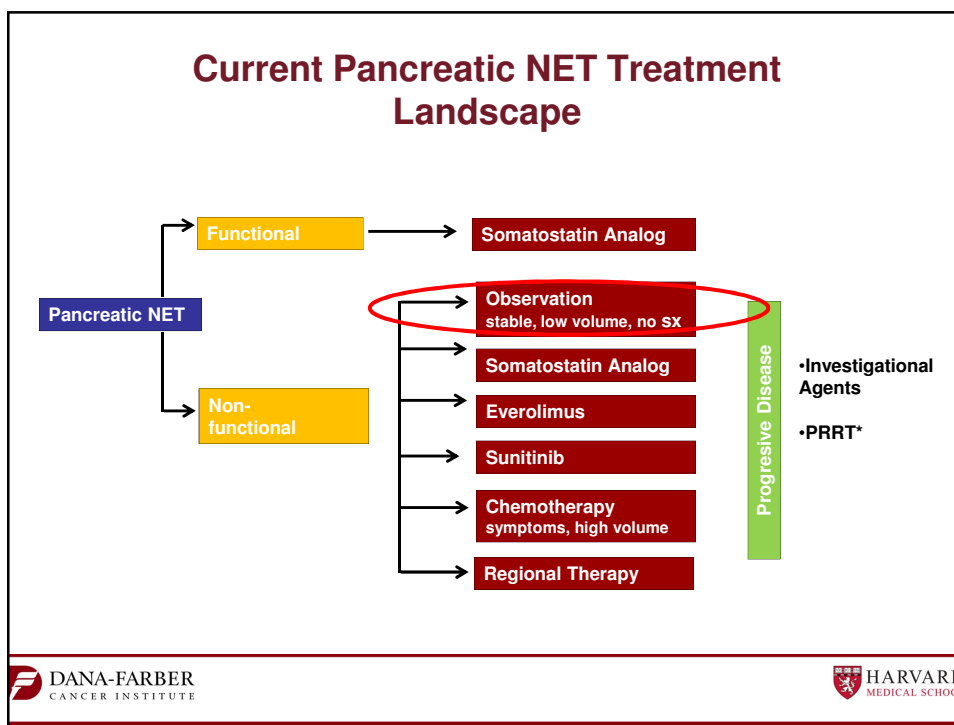 Current Pancreatic NET Treatment
Landscape
Functional
Somatostatin Analog
Pancreatic NET
Observation
stable, low volume, no sx
Somatostatin Analog
Non-
functional
Everolimus
Sunitinib
Chemotherapy
symptoms, high volume
Regional Therapy
Progresive Disease
•Investigational
Agents
•PRRT*
DANA-FARBER
CANCER INSTITUTE
HARVARD
MEDICAL SCHOO